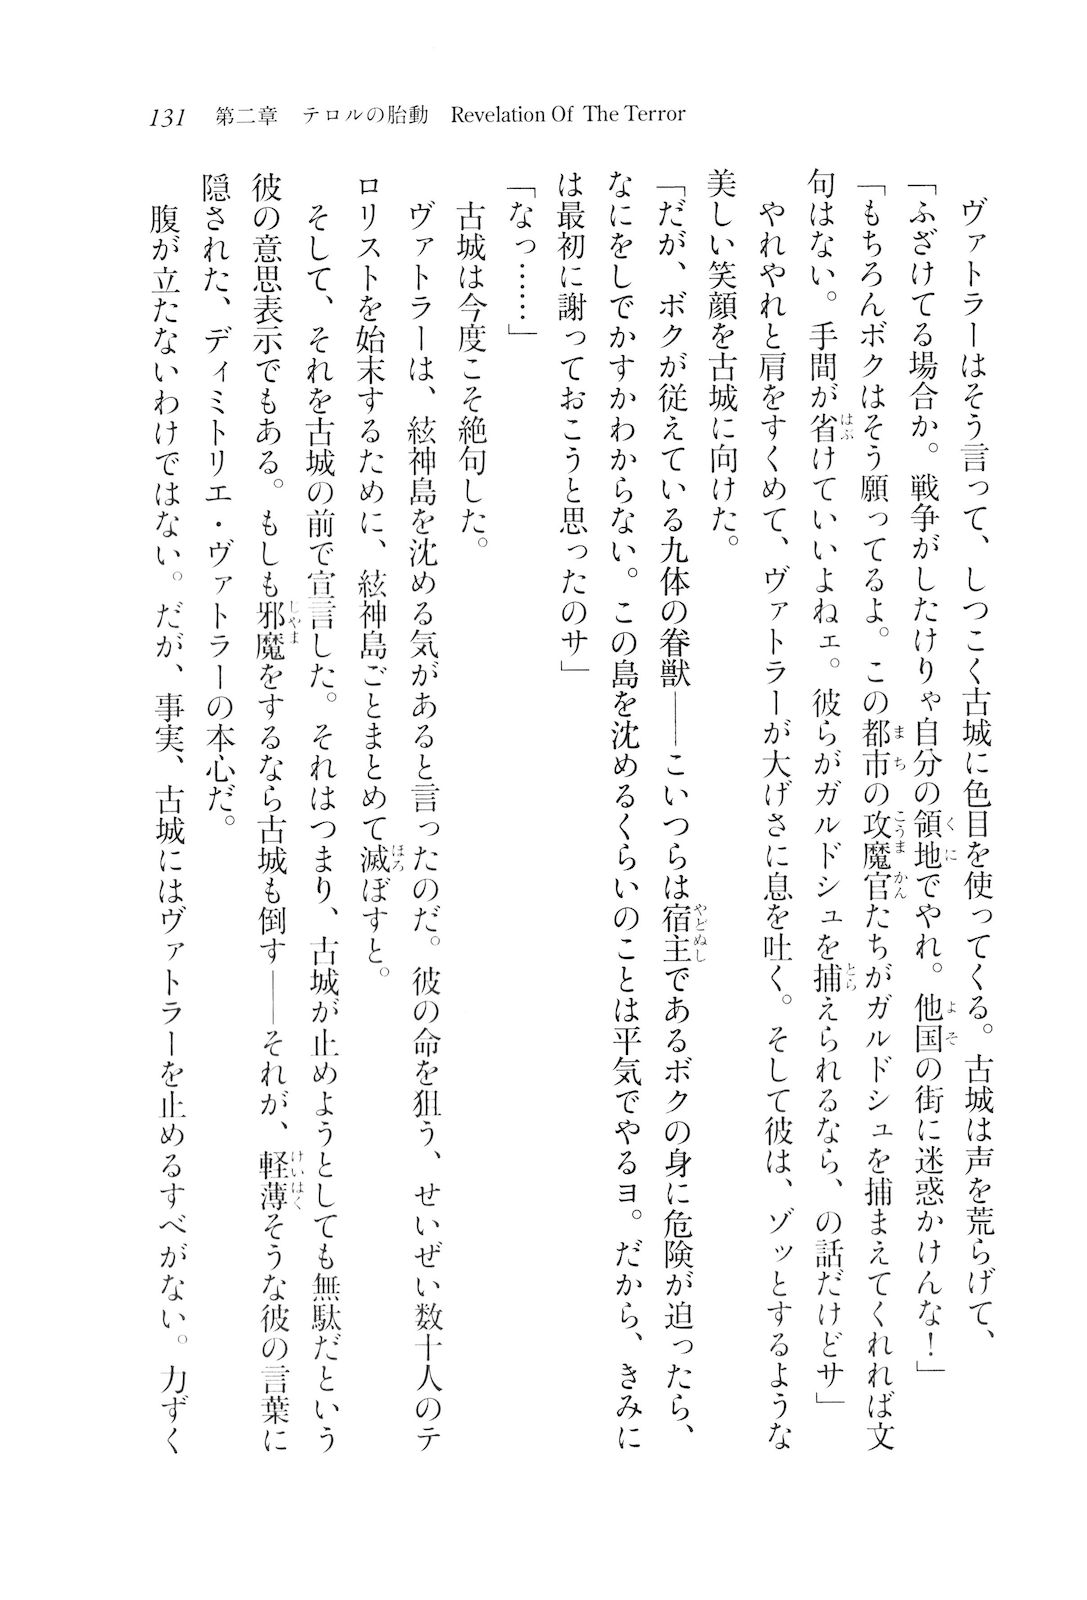 131 第二章 テロルの胎動 Revelation Of The Terror
ヴァトラーはそう言って、しつこく古城に色目を使ってくる。古城は声を荒らげて、
「ふざけてる場合か。戦争がしたけりゃ自分の領地でやれ。他国の街に迷惑かけんな！」
「もちろんボクはそう願ってるよ。この都市の攻魔官たちがガルドシュを捕まえてくれれば文
句はない。手間が省けていいよねェ。彼らがガルドシュを捕えられるなら、の話だけどサ」
やれやれと肩をすくめて、ヴァトラーが大げさに息を吐く。そして彼は、ゾッとするような
美しい笑顔を古城に向けた。
「だが、ボクが従えている九体の眷獣――こいつらは宿主であるボクの身に危険が迫ったら、
なにをしでかすかわからない。この島を沈めるくらいのことは平気でやるヨ。だから、きみに
は最初に謝っておこうと思ったのサ」
「なっ……」
古城は今度こそ絶句した。
ヴァトラーは、絃神島を沈める気があると言ったのだ。彼の命を狙う、せいぜい数十人のテ
ロリストを始末するために、絃神島ごとまとめて滅ぼすと。
そして、それを古城の前で宣言した。それはつまり、古城が止めようとしても無駄だという
彼の意思表示でもある。もしも邪魔をするなら古城も倒す――それが、軽薄そうな彼の言葉に
隠された、ディミトリエ・ヴァトラーの本心だ。
腹が立たないわけではない。だが、事実、古城にはヴァトラーを止めるすべがない。力ずく